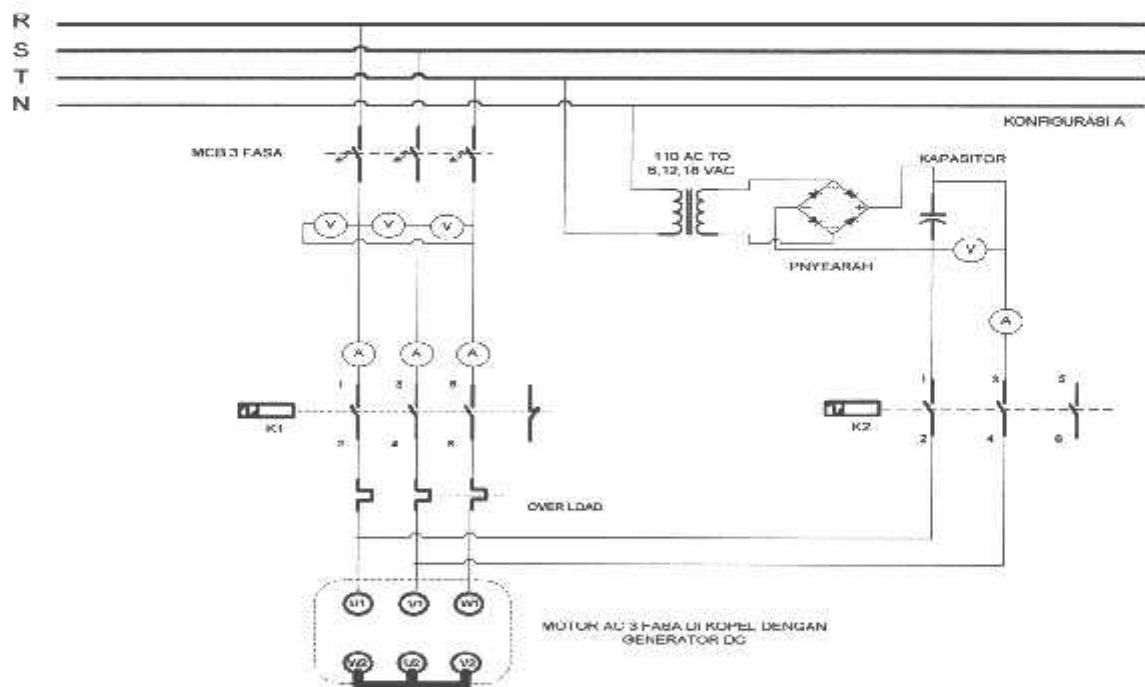 R
S
T
N
KONFIGURASI A
MCB 3 FASA
110 AC TO
6,12,18 VAC
KAPASITOR
V V V
V
PNYEARAH
A
A A A
1 3 5
1 3 5
K1
K2
2 4 6
2 4 6
OVER LOAD
U1 V1 W1
MOTOR AC 3 FASA DI KOPEL DENGAN
GENERATOR DC
W2 U2 V2